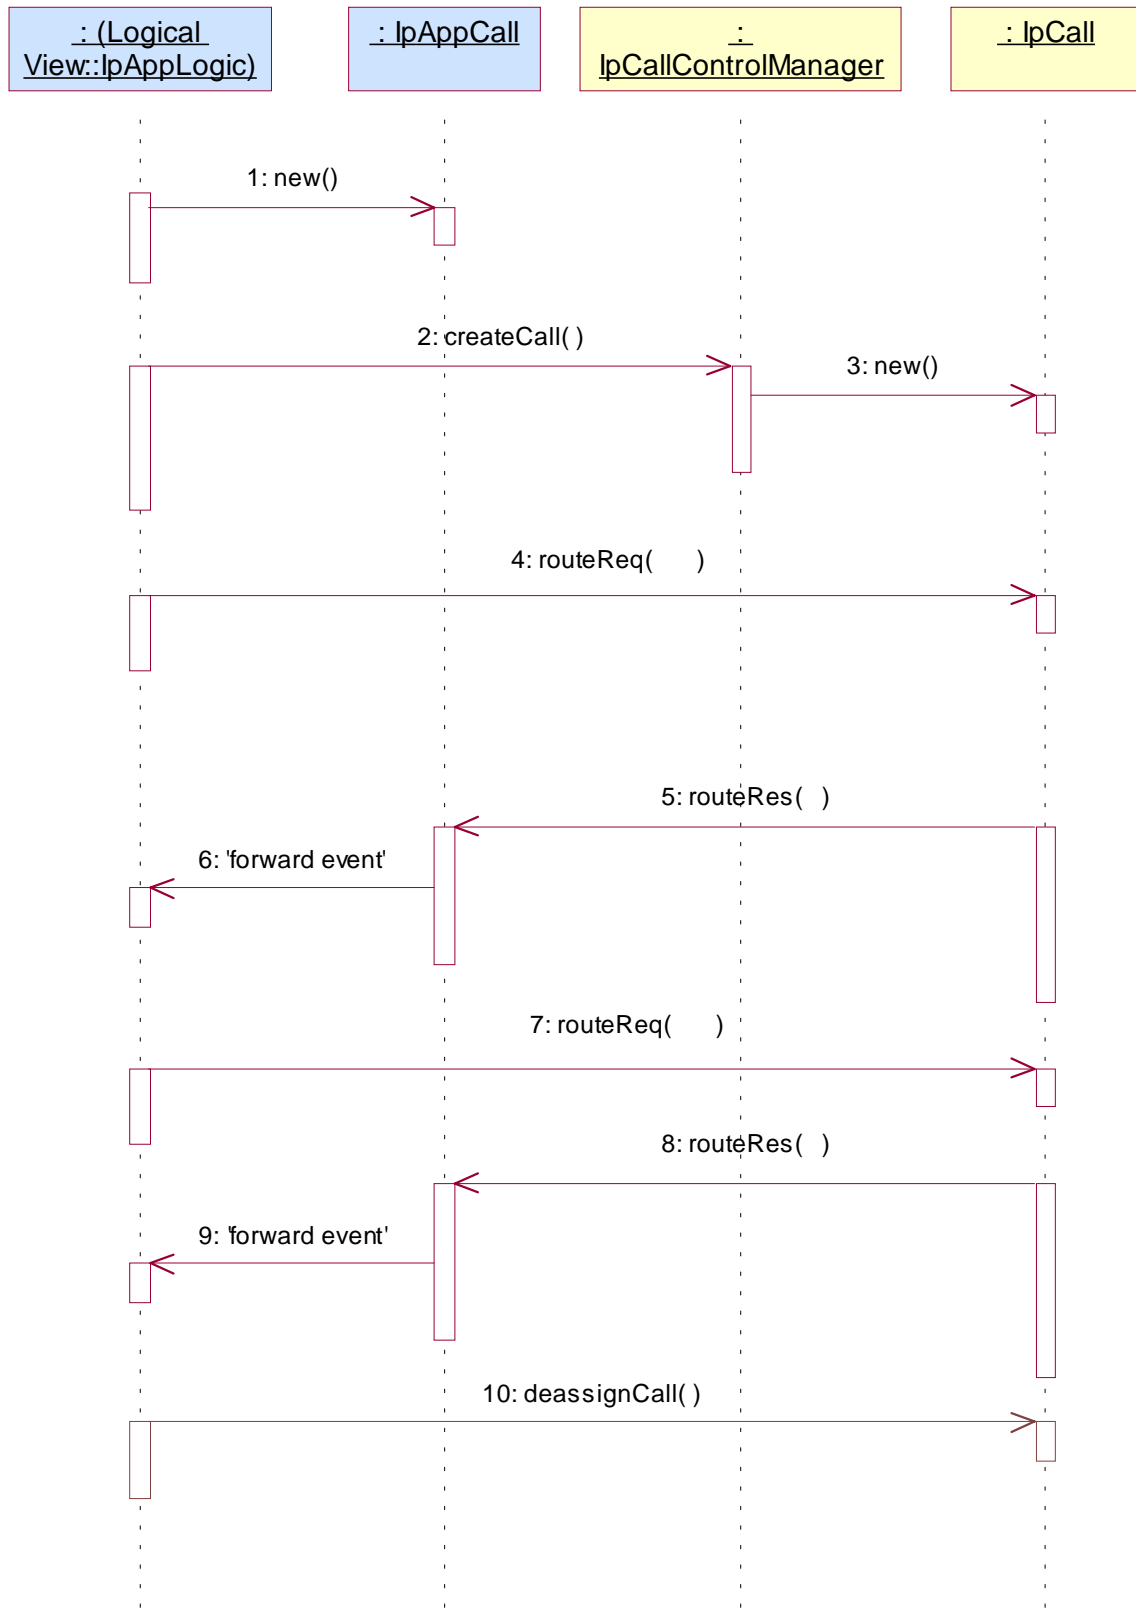 : (Logical
View::IpAppLogic)
: IpAppCall
:
IpCallControlManager
: IpCall
1: new()
2: createCall( )
3: new()
4: routeReq(      )
5: routeRes(  )
6: 'forward event'
7: routeReq(      )
8: routeRes(  )
9: 'forward event'
10: deassignCall( )